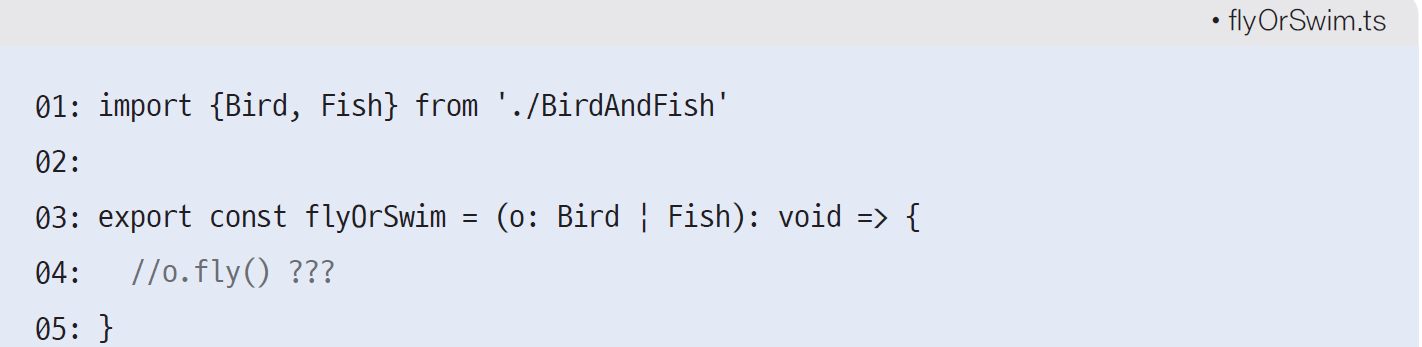 • flyOrSwim.ts
01: import {Bird, Fish} from './BirdAndFish'
02:
03: export const flyOrSwim = (o: Bird ¦ Fish): void => {
04:   //o.fly() ???
05: }